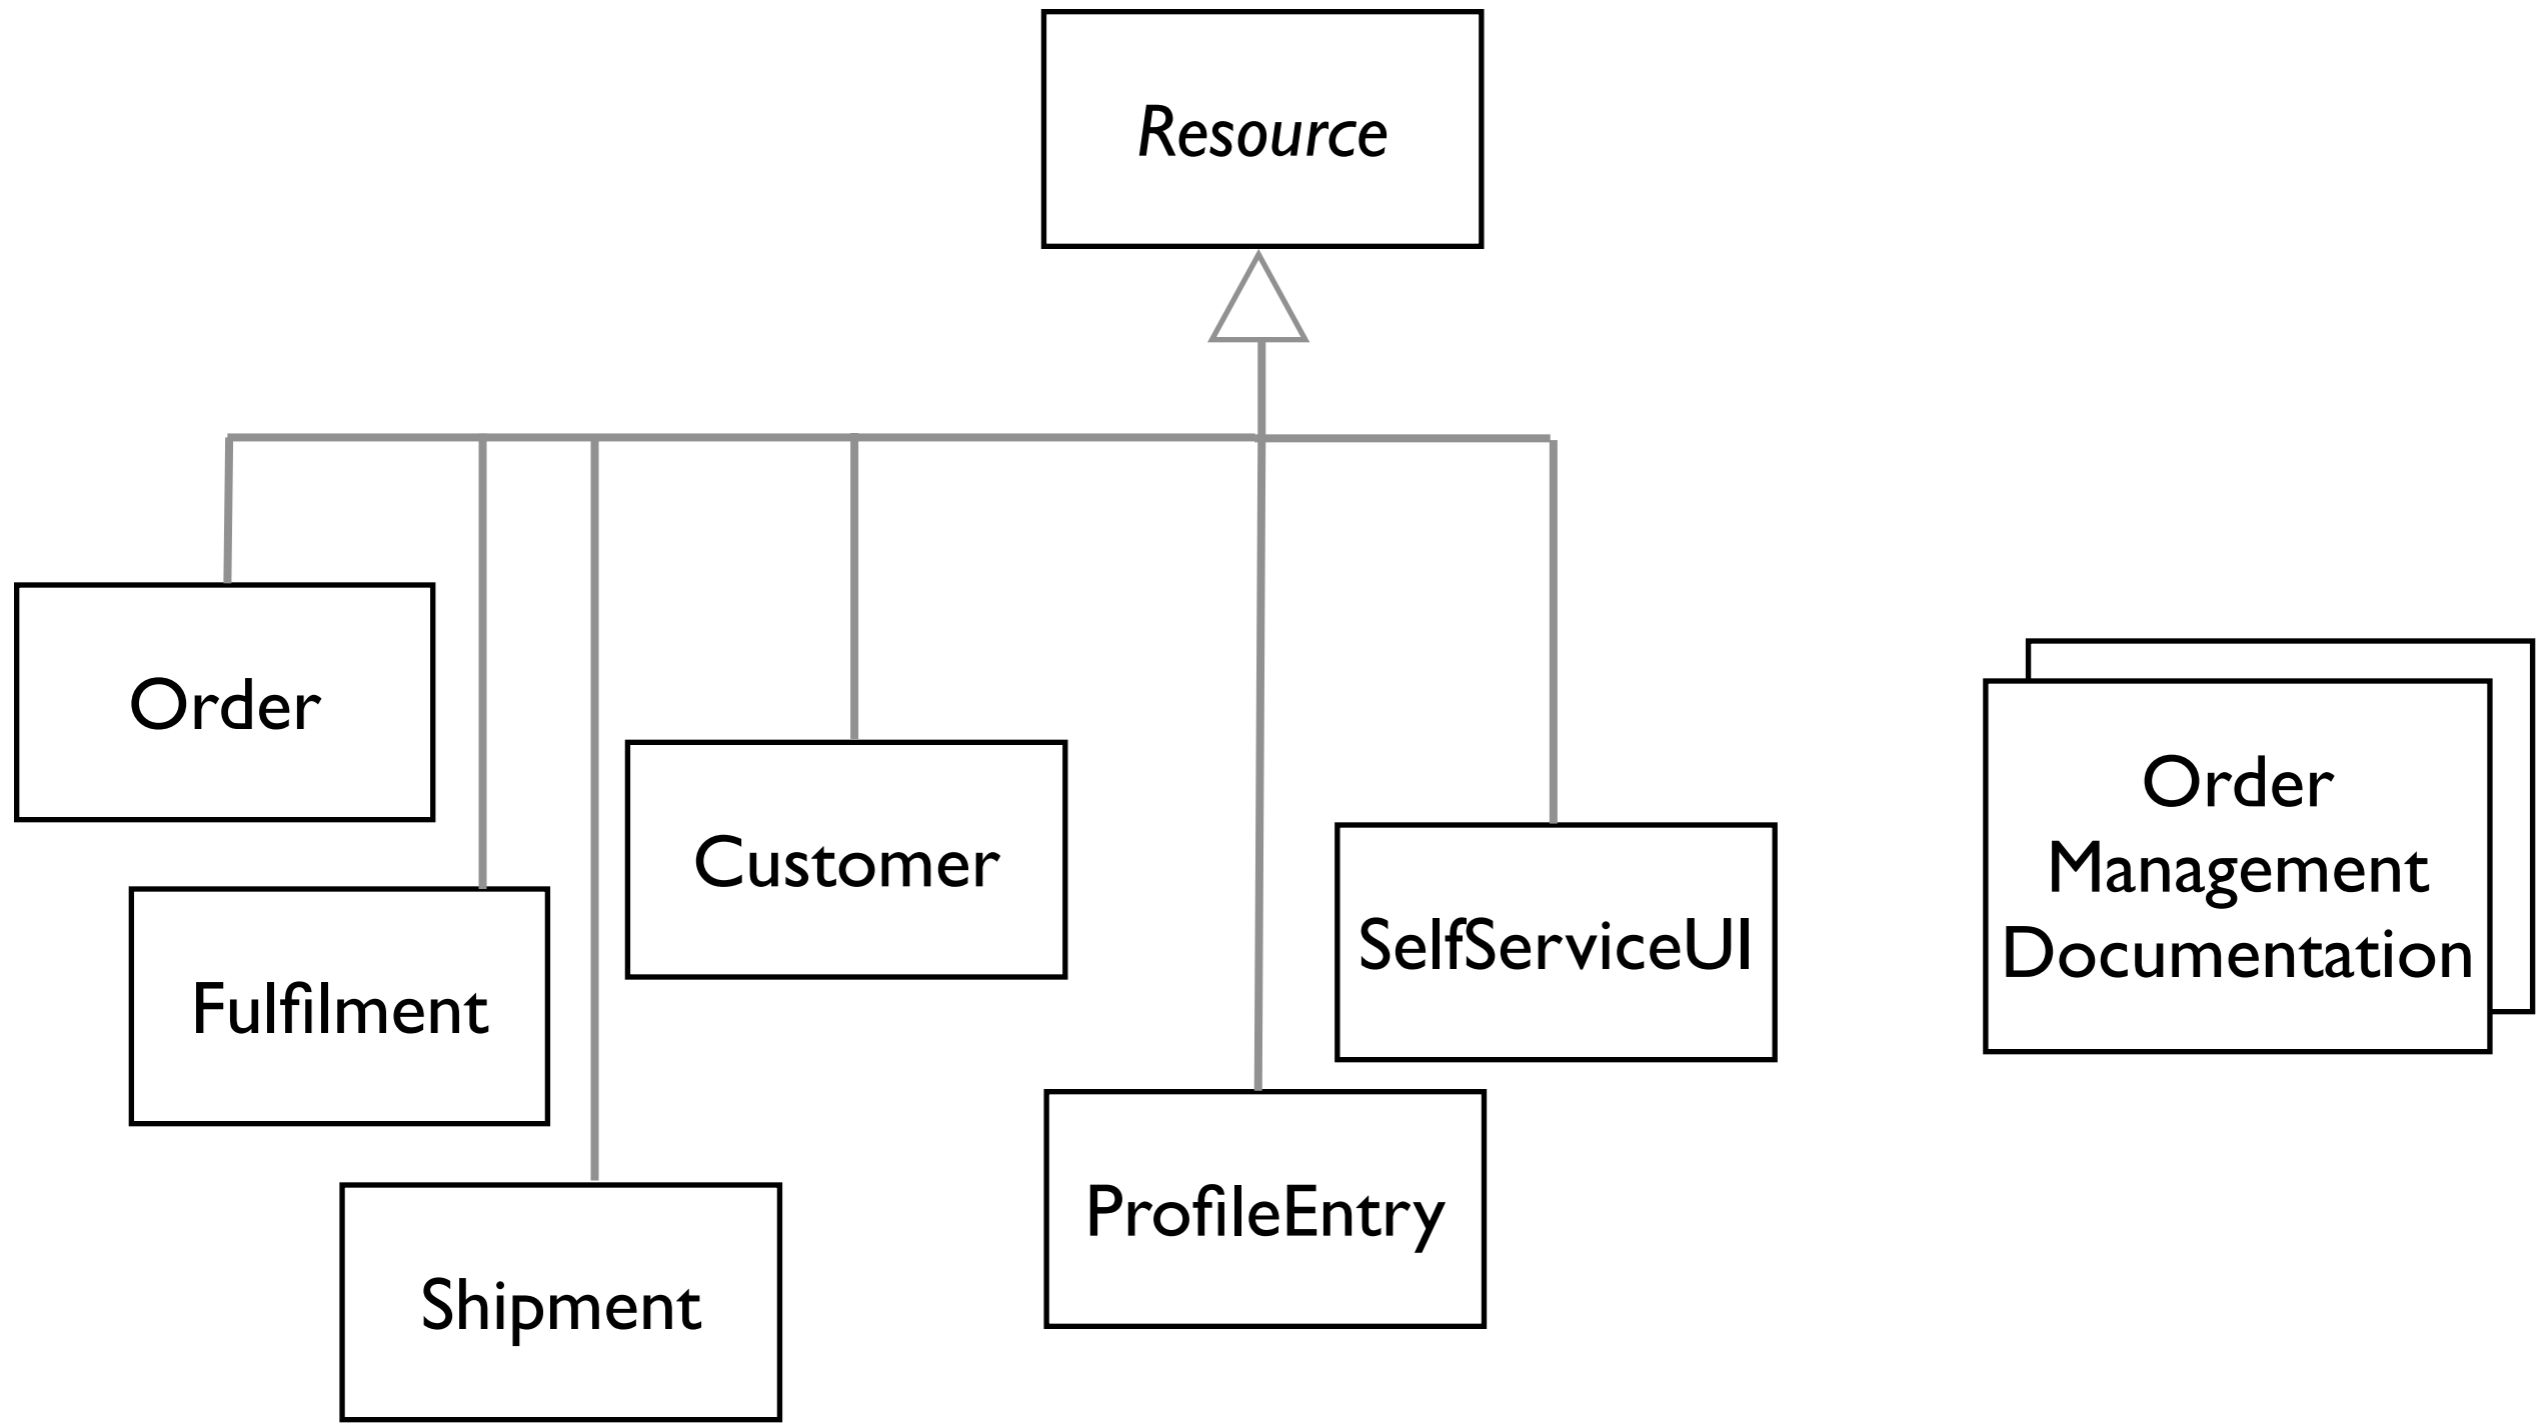 Resource
Order
Customer
Fulfilment
SelfServiceUI
Order
Management
Documentation
ProfileEntry
Shipment